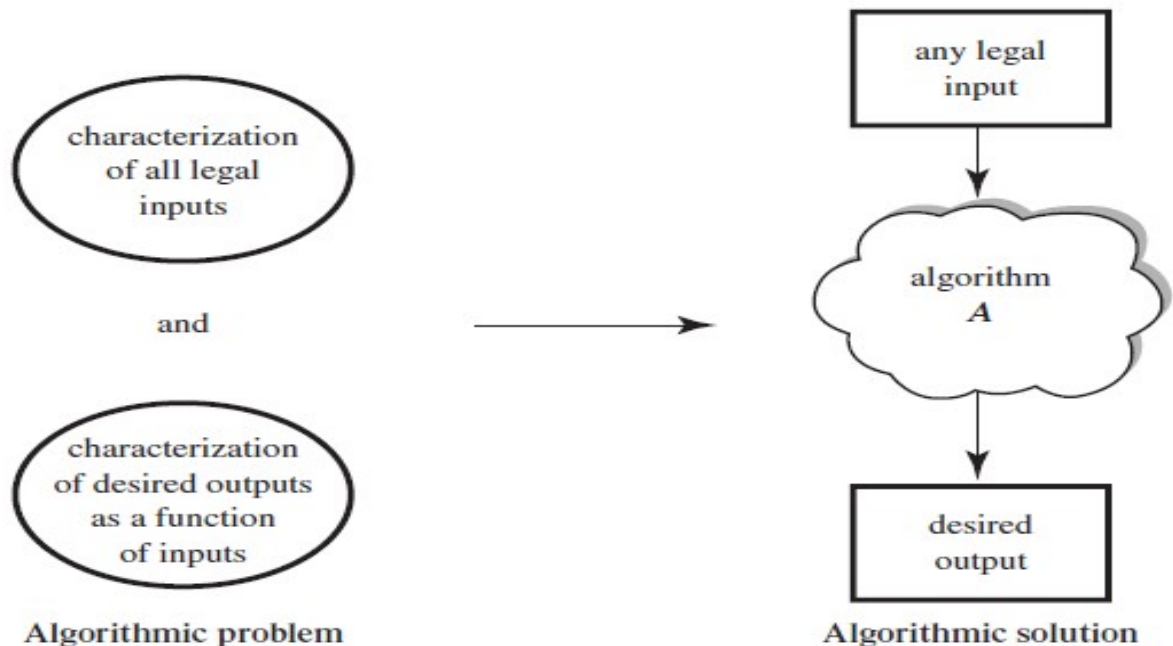 characterization
of all legal
inputs
and
characterization
of desired outputs
as a function
of inputs
Algorithmic problem
any legal
input
algorithm
A
desired
output
Algorithmic solution